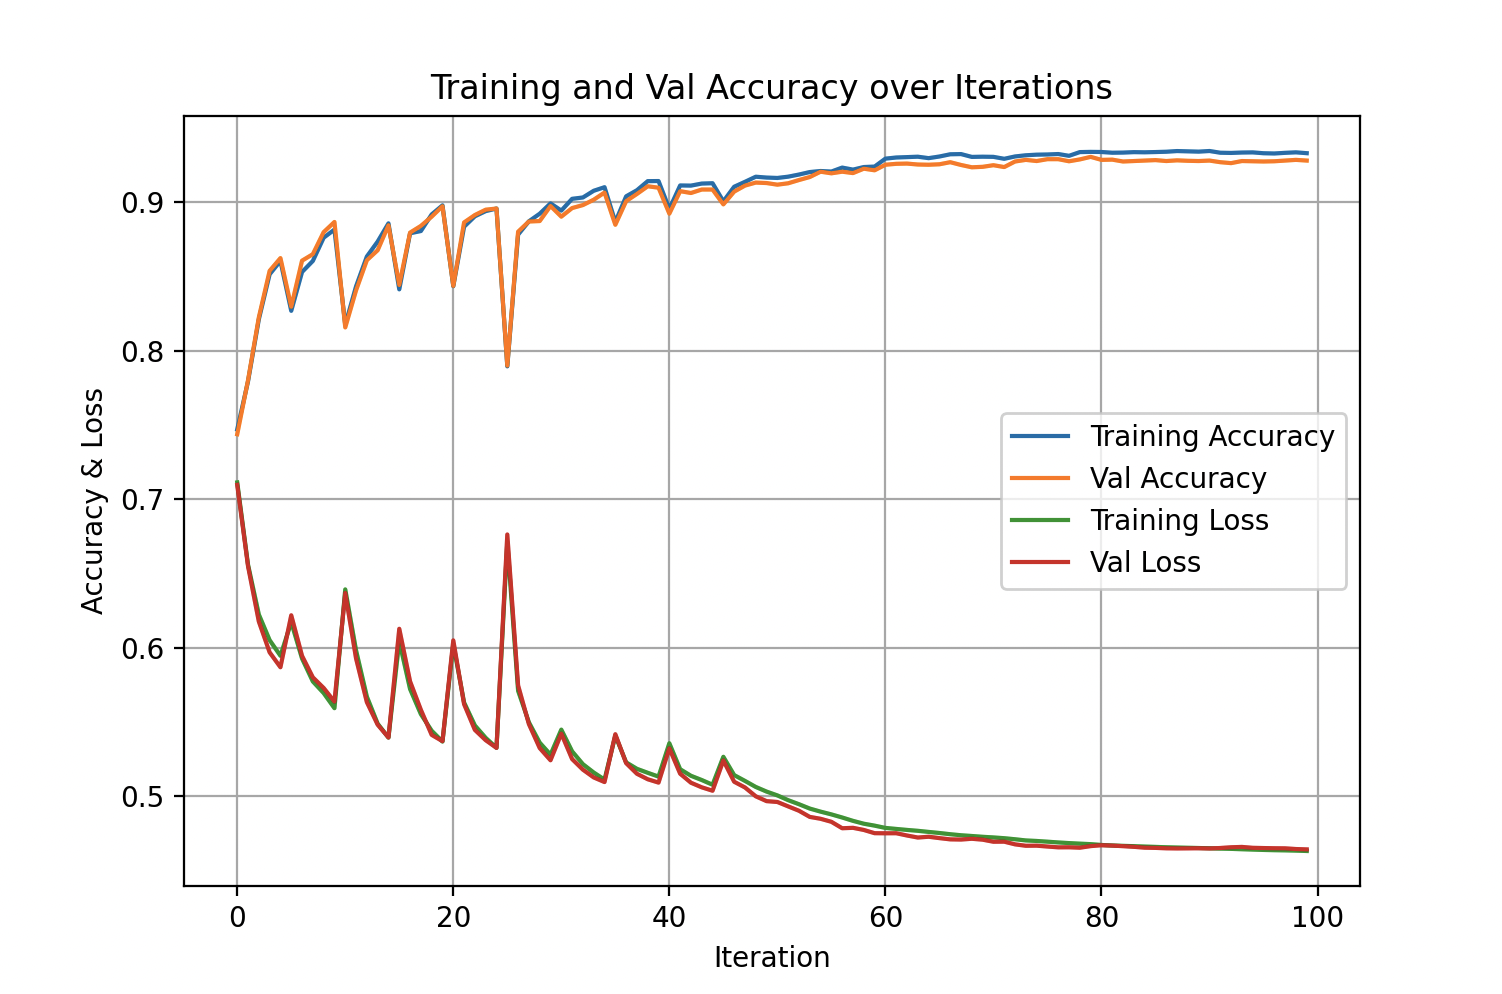 Training and Val Accuracy over Iterations
Accuracy & Loss
0.9
0.8
0.7
0.6
0.5
Training Accuracy
Val Accuracy
Training Loss
Val Loss
0 20 40 60 80 100
Iteration